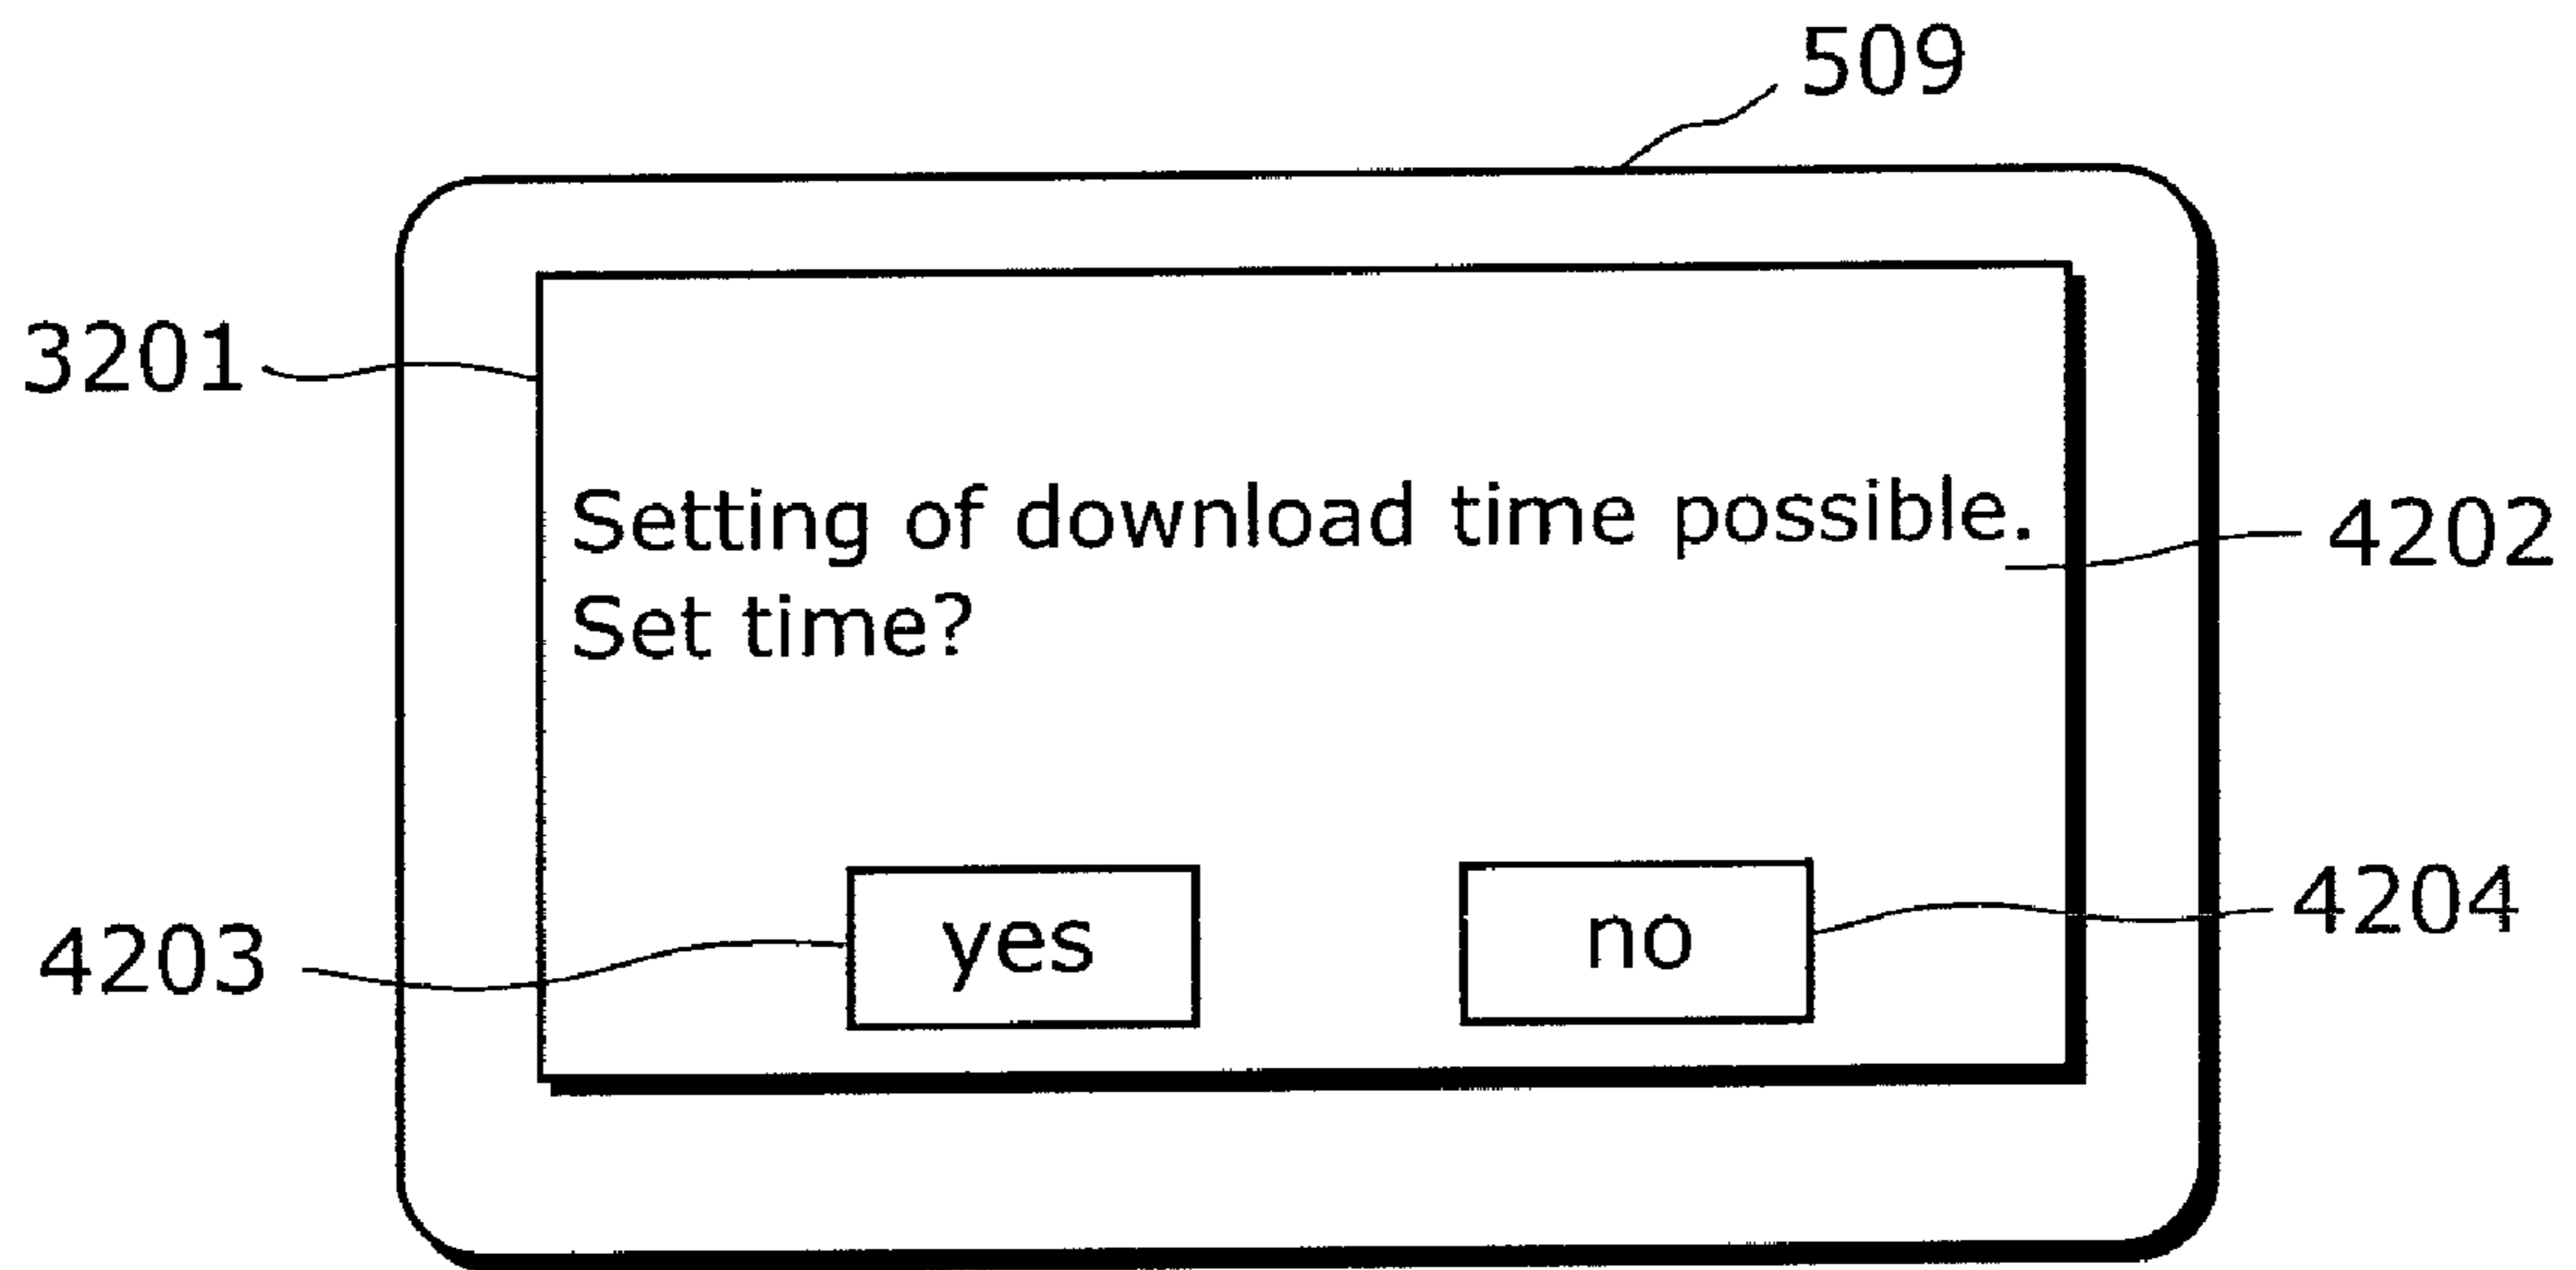 509
3201
Setting of download time possible.
4202
Set time?
yes
no
4204
4203